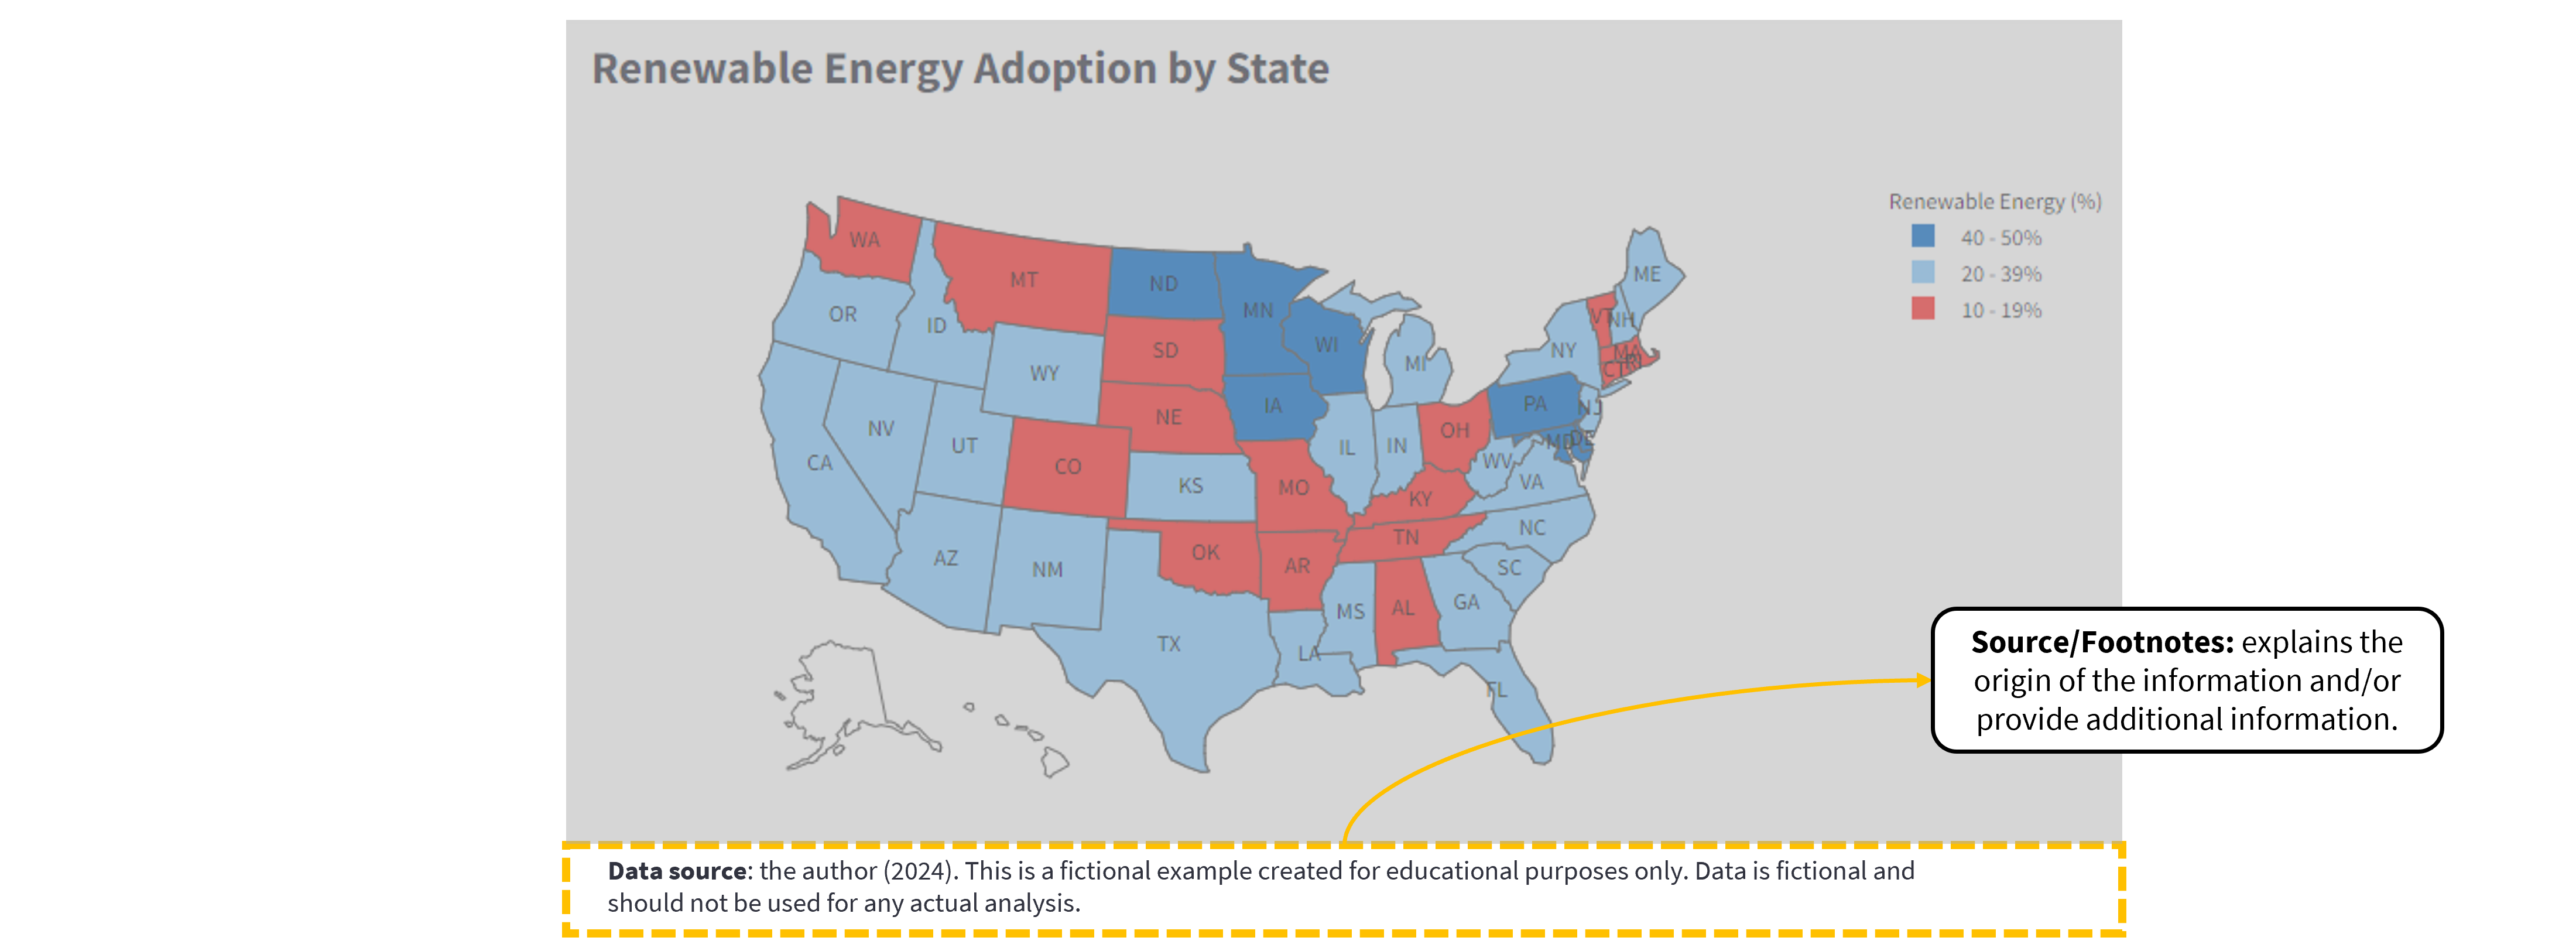 Renewable Energy Adoption by State
Renewable Energy (%)
40 - 50%
20 - 39%
10 - 19%
WA
MT
ND
MN
ME
OR
ID
SD
WI
VT
NH
WY
MI
NY
MA
CT
RI
NV
UT
NE
IA
PA
NJ
CA
CO
KS
IL
IN
OH
MD
DE
MO
WV
VA
KY
AZ
NM
OK
AR
TN
NC
SC
TX
LA
MS
AL
GA
FL
Source/Footnotes: explains the
origin of the information and/or
provide additional information.
Data source: the author (2024). This is a fictional example created for educational purposes only. Data is fictional and
should not be used for any actual analysis.